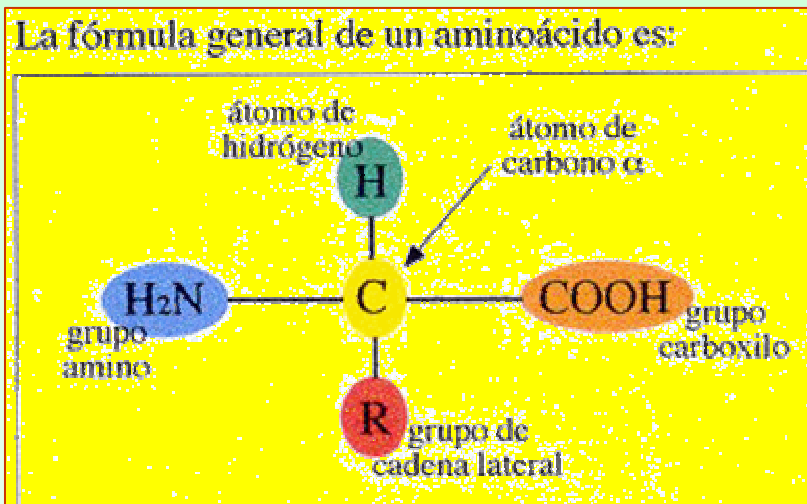 La fórmula general de un aminoácido es:
átomo de
hidrógeno
H
átomo de
carbono α
H₂N
C
COOH
grupo
amino
grupo
carboxilo
R
grupo de
cadena lateral